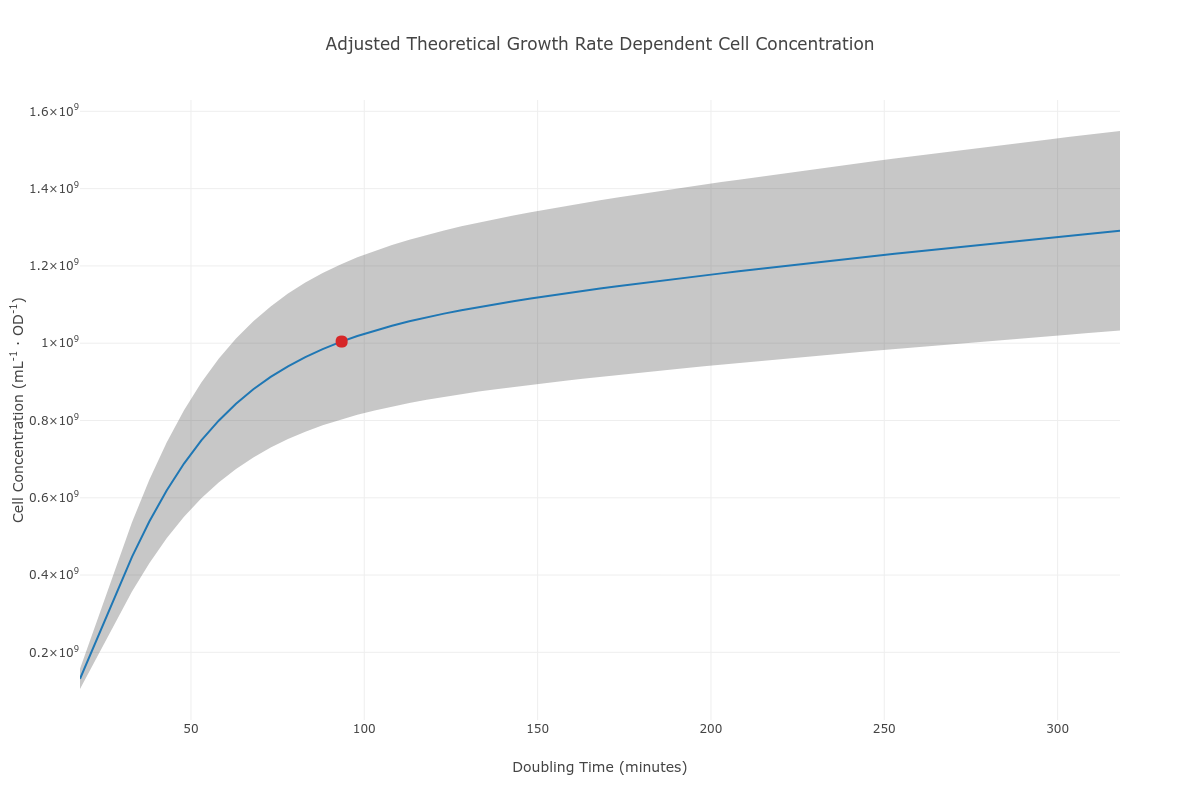 Adjusted Theoretical Growth Rate Dependent Cell Concentration
1.6×10⁹
1.4×10⁹
1.2×10⁹
1×10⁹
0.8×10⁹
0.6×10⁹
0.4×10⁹
0.2×10⁹
Cell Concentration (mL⁻¹ · OD⁻¹)
50 100 150 200 250 300
Doubling Time (minutes)